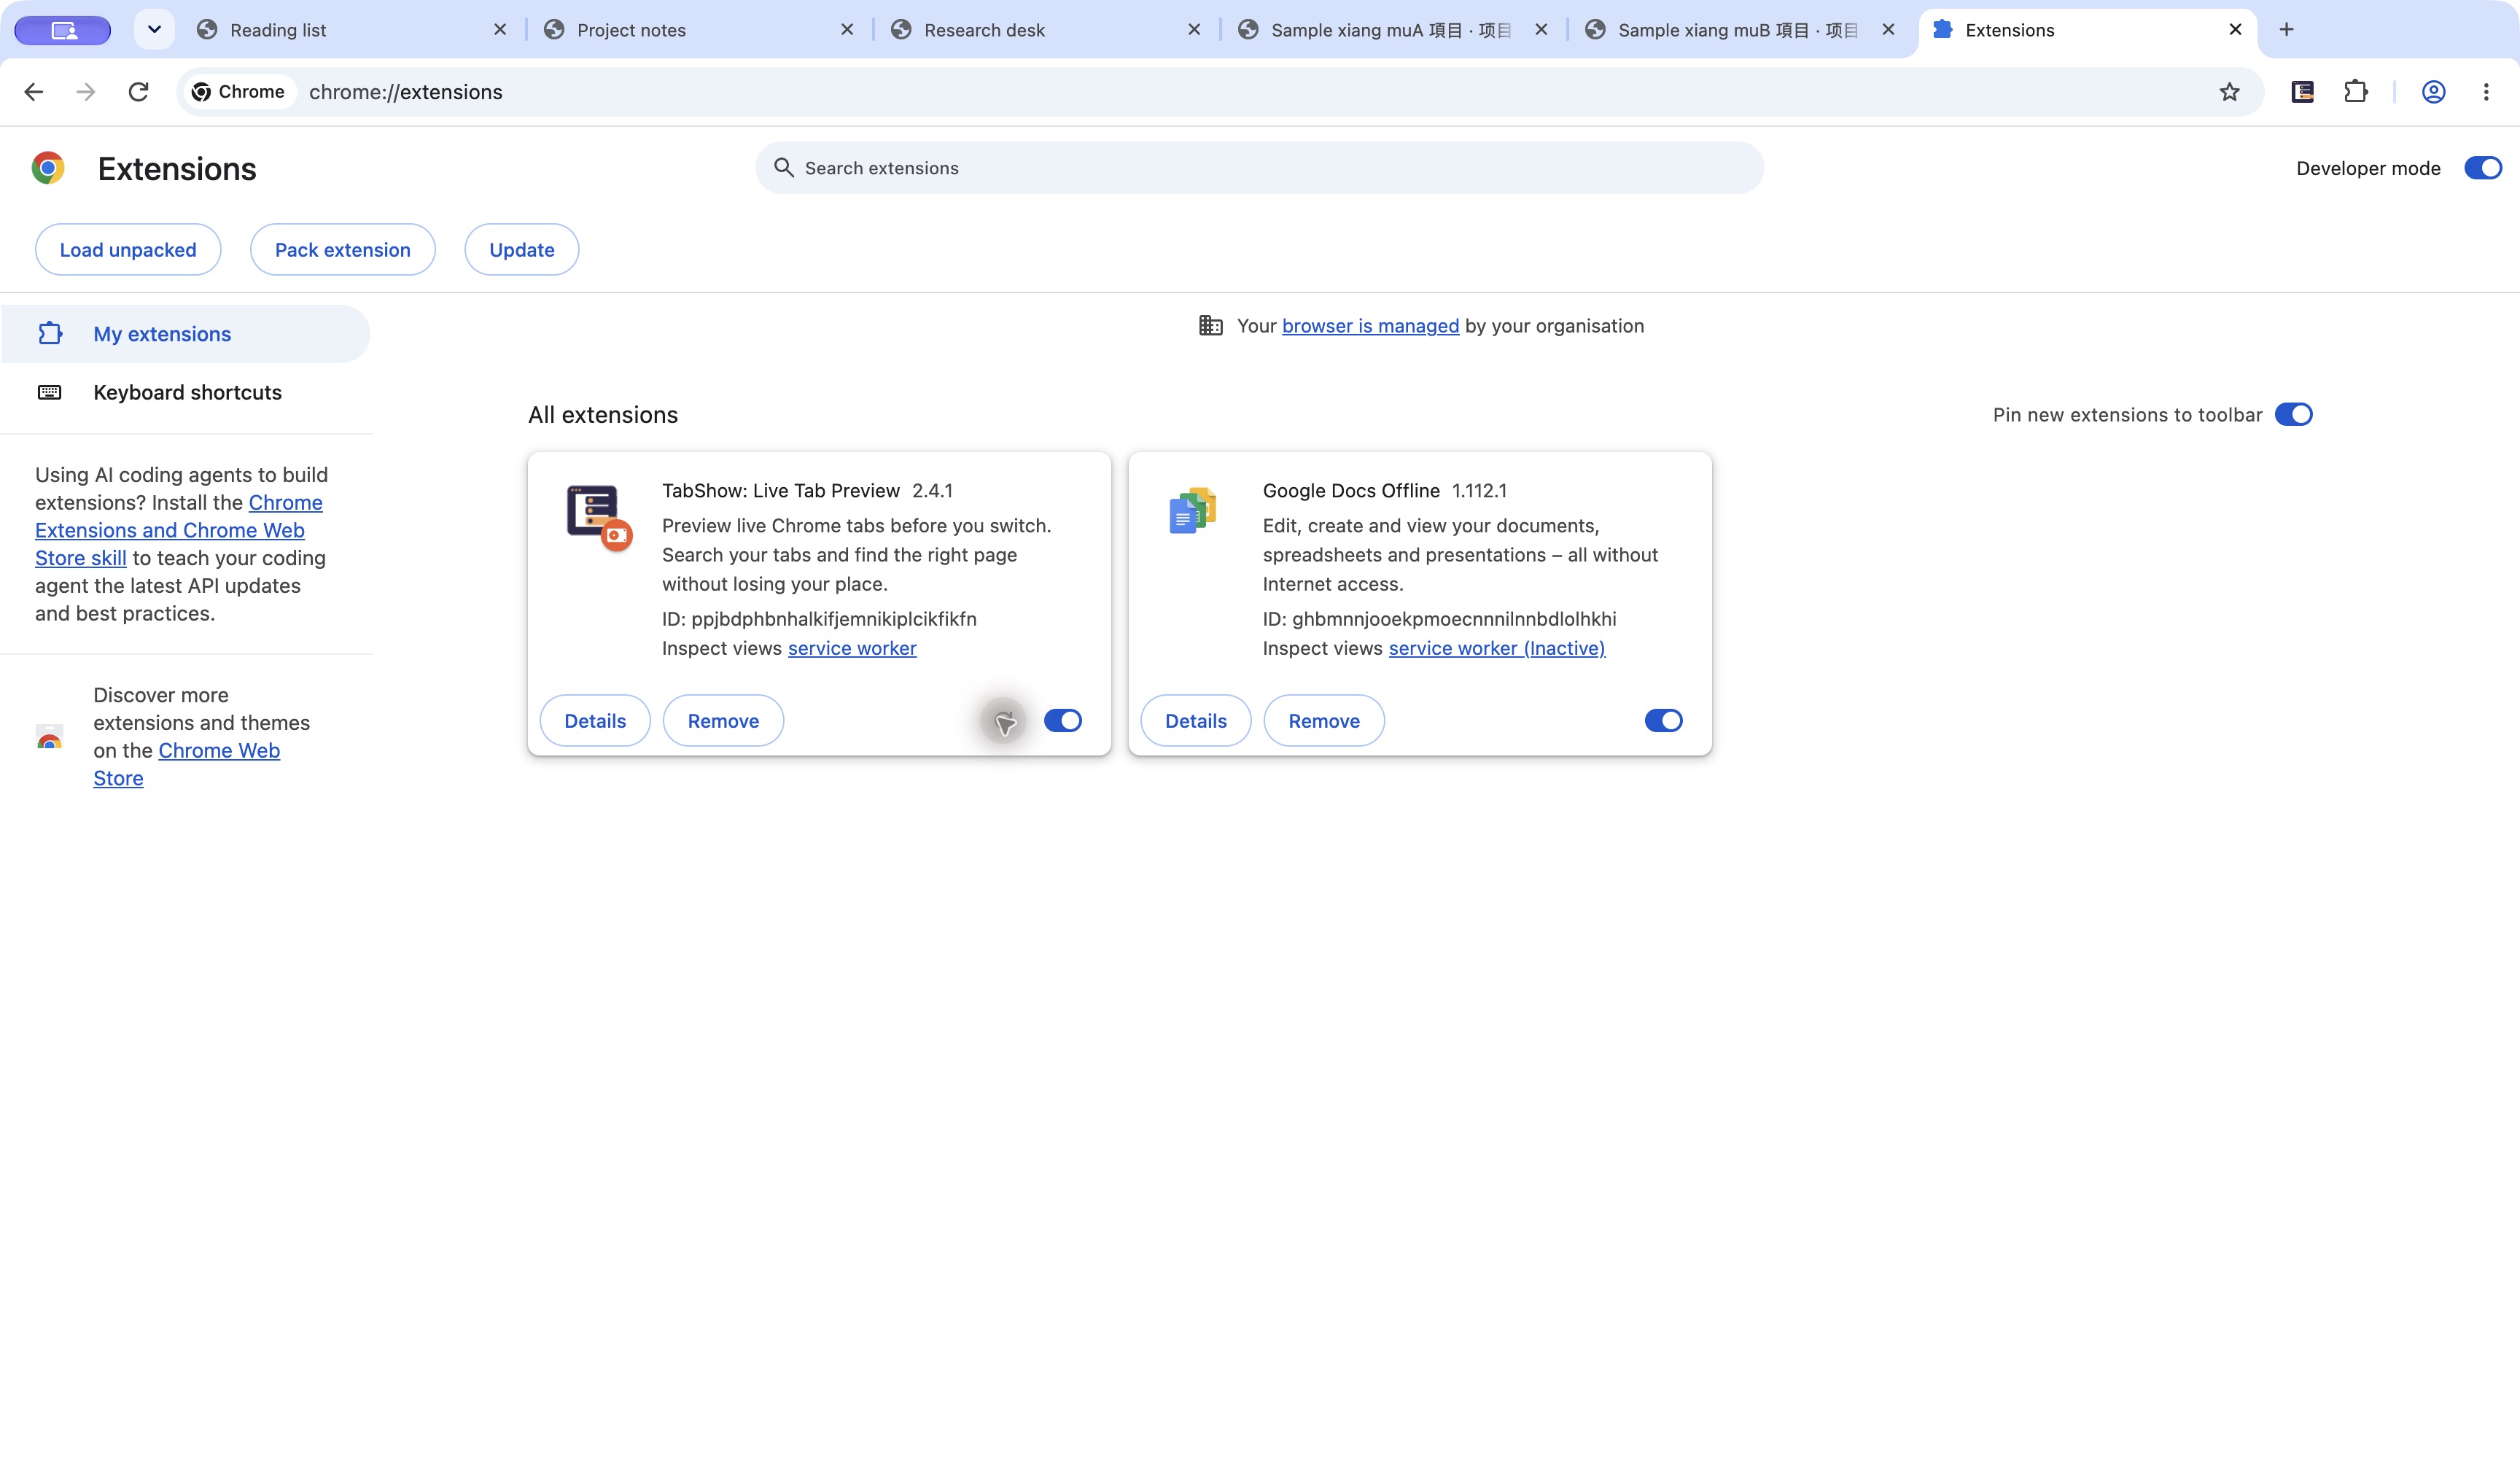 Reading list
Project notes
Research desk
Sample xiang muA 項目 · 项目
Sample xiang muB 項目 · 项目
Extensions
Chrome
chrome://extensions
Extensions
Search extensions
Developer mode
Load unpacked
Pack extension
Update
My extensions
Keyboard shortcuts
Using AI coding agents to build
extensions? Install the Chrome
Extensions and Chrome Web
Store skill to teach your coding
agent the latest API updates
and best practices.
Discover more
extensions and themes
on the Chrome Web
Store
Your browser is managed by your organisation
All extensions
Pin new extensions to toolbar
TabShow: Live Tab Preview 2.4.1
Preview live Chrome tabs before you switch.
Search your tabs and find the right page
without losing your place.
ID: ppjbdphbnhalkifjemnikiplcikfikfn
Inspect views service worker
Details
Remove
Google Docs Offline 1.112.1
Edit, create and view your documents,
spreadsheets and presentations – all without
Internet access.
ID: ghbmnnjooekpmoecnnnilnnbdlolhkhi
Inspect views service worker (Inactive)
Details
Remove